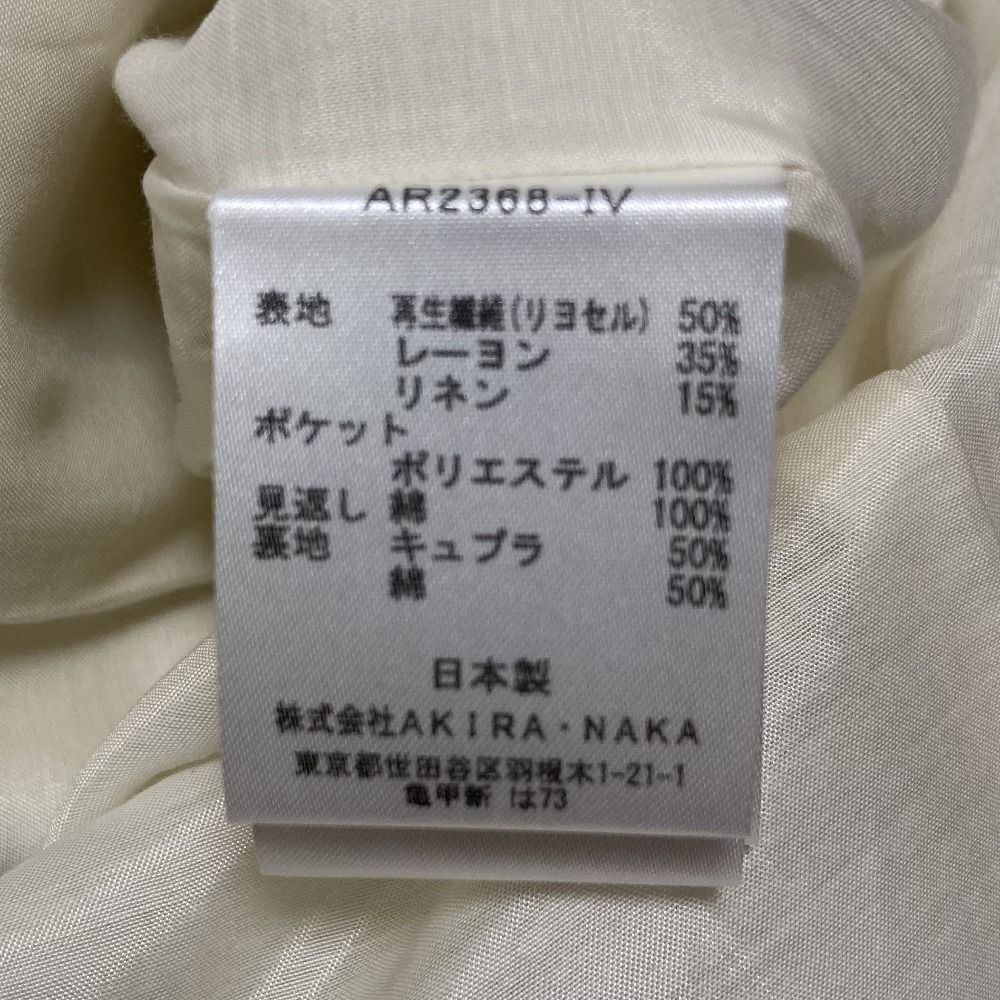 AR2368-IV
表地 再生繊維(リヨセル) 50%
レーヨン 35%
リネン 15%
ポケット
ポリエステル 100%
見返し 綿 100%
裏地 キュプラ 50%
綿 50%
日本製
株式会社AKIRA・NAKA
東京都世田谷区羽根木1-21-1
亀甲新 は73